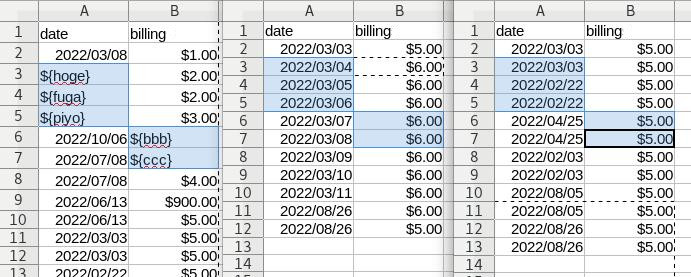 A B
1 date billing
2 2022/03/08 $1.00
3 ${hoge} $2.00
4 ${fuga} $2.00
5 ${piyo} $3.00
6 2022/10/06 ${bbb}
7 2022/07/08 ${ccc}
8 2022/07/08 $4.00
9 2022/06/13 $900.00
10 2022/06/13 $5.00
11 2022/03/03 $5.00
12 2022/03/03 $5.00
13 2022/02/22 $5.00
A B
1 date billing
2 2022/03/03 $5.00
3 2022/03/04 $6.00
4 2022/03/05 $6.00
5 2022/03/06 $6.00
6 2022/03/07 $6.00
7 2022/03/08 $6.00
8 2022/03/09 $6.00
9 2022/03/10 $6.00
10 2022/03/11 $6.00
11 2022/08/26 $6.00
12 2022/08/26 $5.00
13
14
A B
1 date billing
2 2022/03/03 $5.00
3 2022/03/03 $5.00
4 2022/02/22 $5.00
5 2022/02/22 $5.00
6 2022/04/25 $5.00
7 2022/04/25 $5.00
8 2022/02/03 $5.00
9 2022/02/03 $5.00
10 2022/08/05 $5.00
11 2022/08/05 $5.00
12 2022/08/26 $5.00
13 2022/08/26 $5.00
14